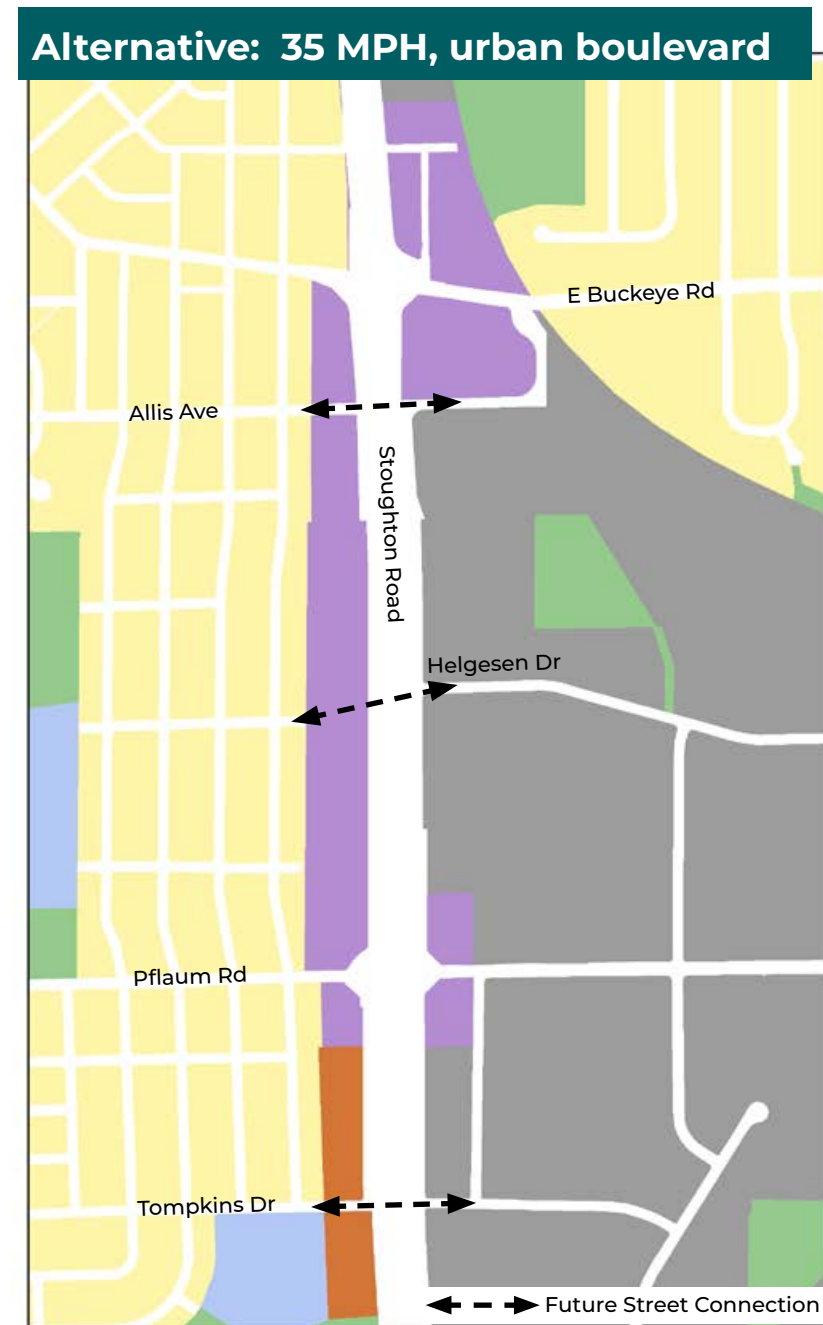 Alternative: 35 MPH, urban boulevard
E Buckeye Rd
Allis Ave
Stoughton Road
Helgesen Dr
Pflaum Rd
Tompkins Dr
Future Street Connection